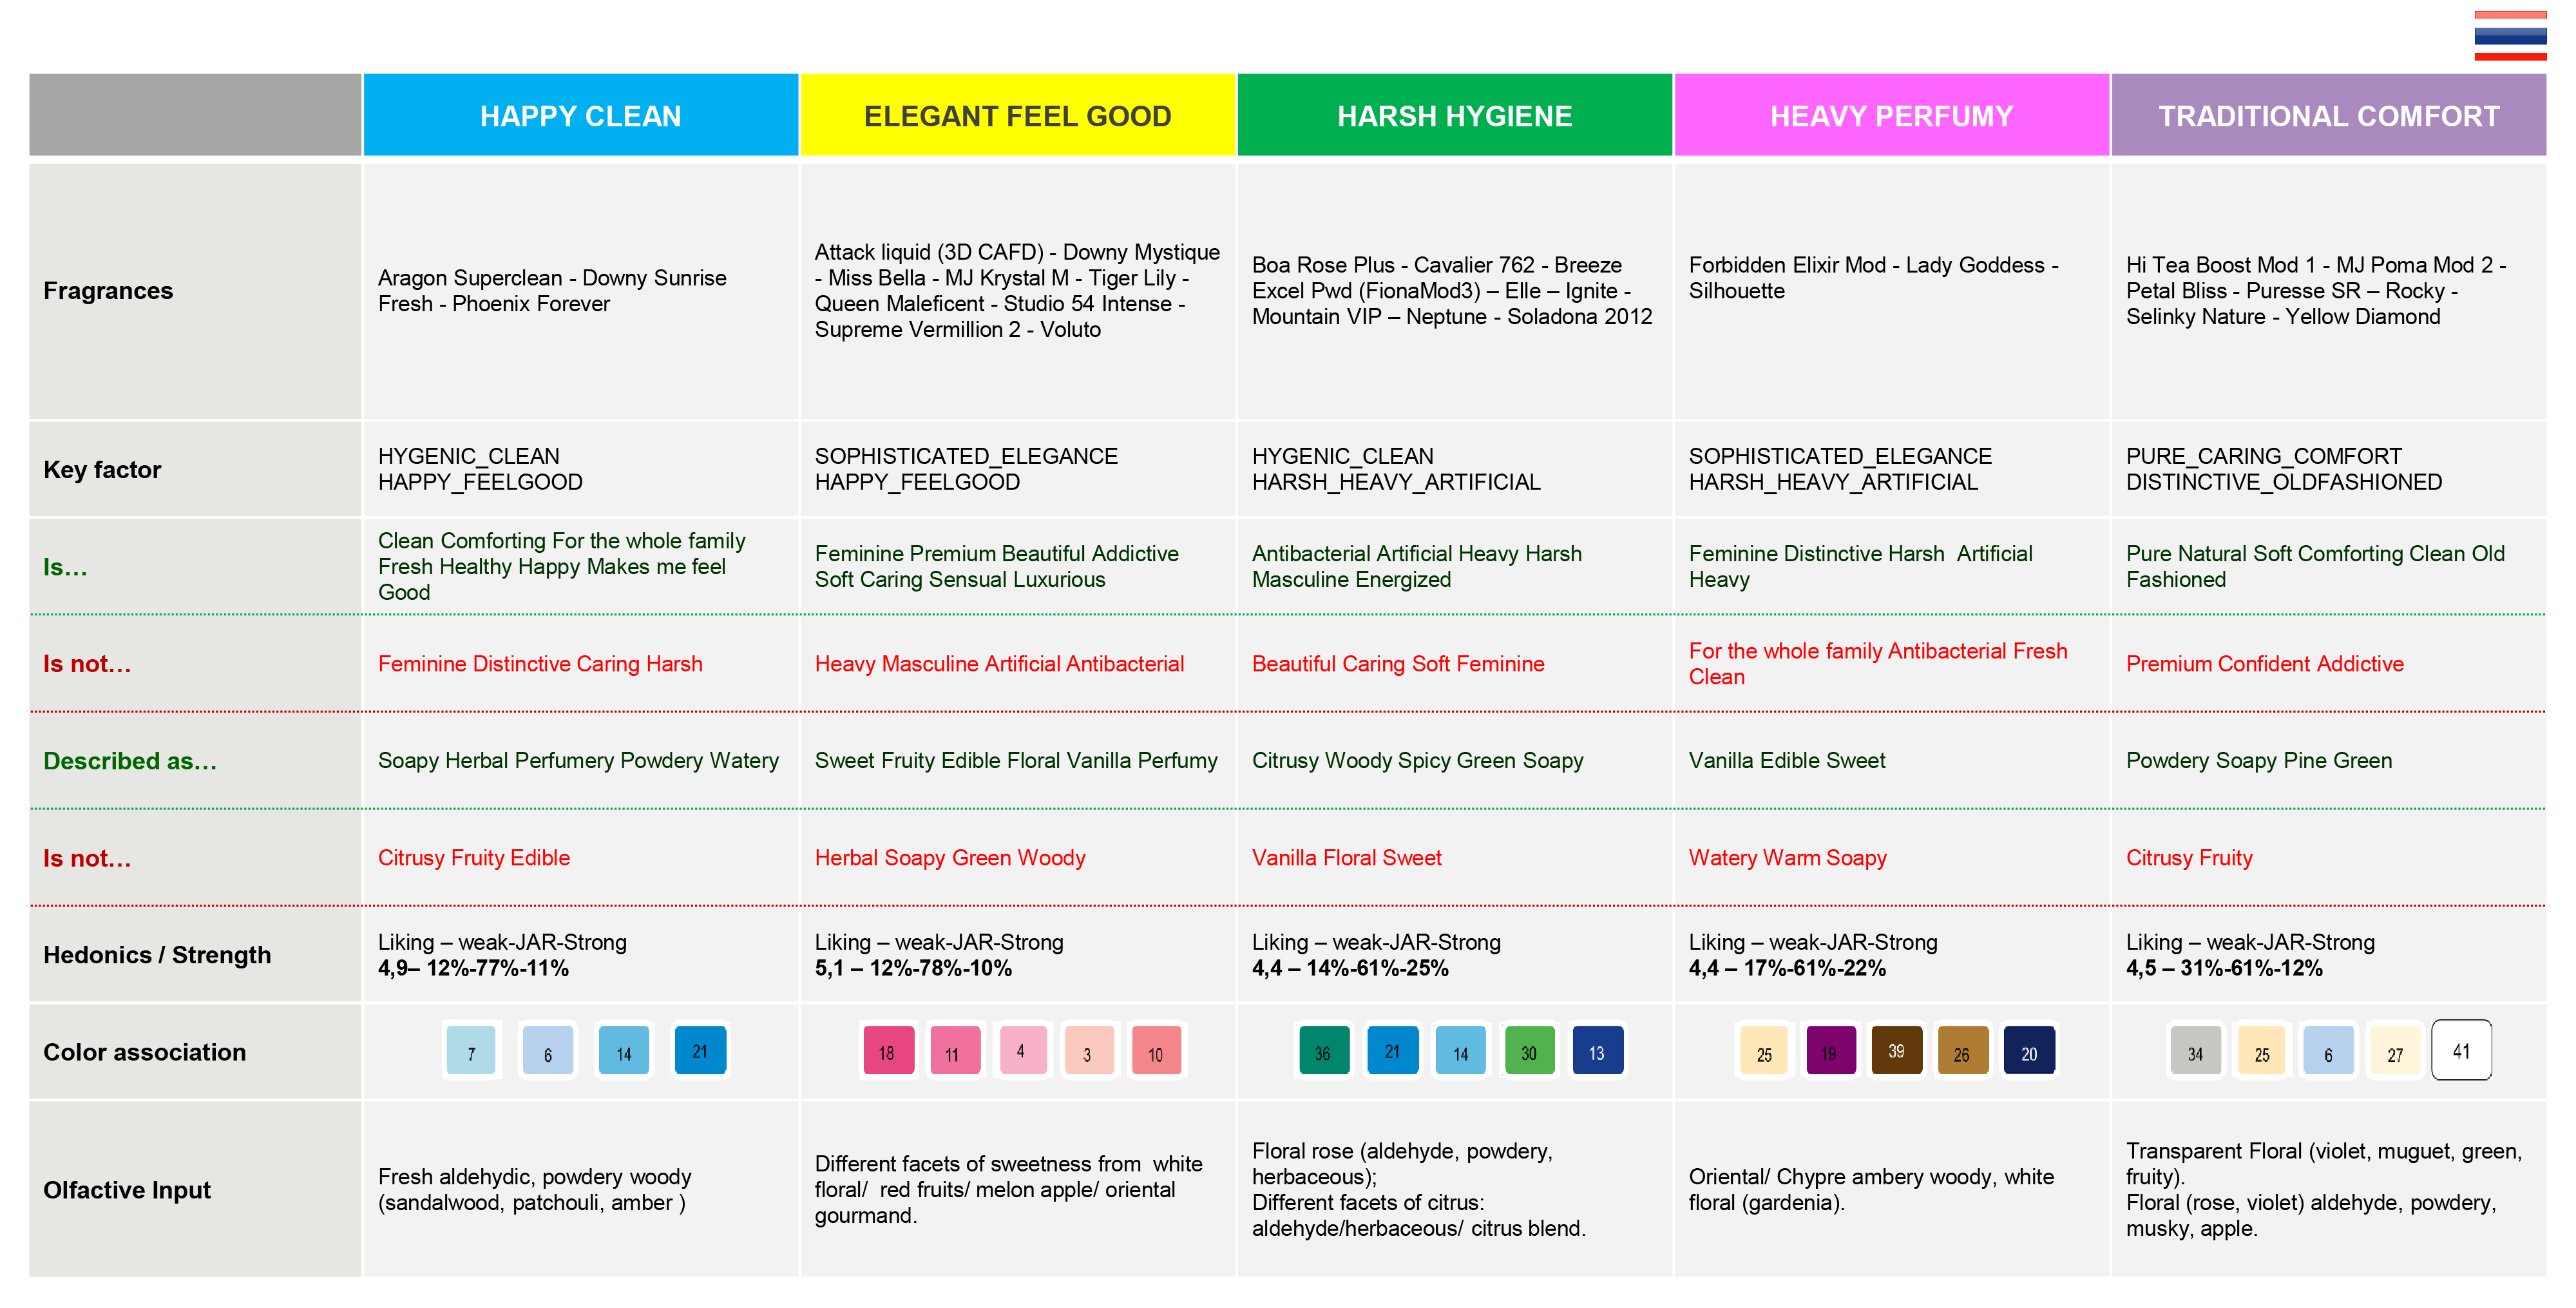 HAPPY CLEAN
ELEGANT FEEL GOOD
HARSH HYGIENE
HEAVY PERFUMY
TRADITIONAL COMFORT
Fragrances
Aragon Superclean - Downy Sunrise
Fresh - Phoenix Forever
Attack liquid (3D CAFD) - Downy Mystique
- Miss Bella - MJ Krystal M - Tiger Lily -
Queen Maleficent - Studio 54 Intense -
Supreme Vermillion 2 - Voluto
Boa Rose Plus - Cavalier 762 - Breeze
Excel Pwd (FionaMod3) – Elle – Ignite -
Mountain VIP – Neptune - Soladona 2012
Forbidden Elixir Mod - Lady Goddess -
Silhouette
Hi Tea Boost Mod 1 - MJ Poma Mod 2 -
Petal Bliss - Puresse SR – Rocky -
Selinky Nature - Yellow Diamond
Key factor
HYGENIC_CLEAN
HAPPY_FEELGOOD
SOPHISTICATED_ELEGANCE
HAPPY_FEELGOOD
HYGENIC_CLEAN
HARSH_HEAVY_ARTIFICIAL
SOPHISTICATED_ELEGANCE
HARSH_HEAVY_ARTIFICIAL
PURE_CARING_COMFORT
DISTINCTIVE_OLDFASHIONED
Is…
Clean Comforting For the whole family
Fresh Healthy Happy Makes me feel
Good
Feminine Premium Beautiful Addictive
Soft Caring Sensual Luxurious
Antibacterial Artificial Heavy Harsh
Masculine Energized
Feminine Distinctive Harsh  Artificial
Heavy
Pure Natural Soft Comforting Clean Old
Fashioned
Is not…
Feminine Distinctive Caring Harsh
Heavy Masculine Artificial Antibacterial
Beautiful Caring Soft Feminine
For the whole family Antibacterial Fresh
Clean
Premium Confident Addictive
Described as…
Soapy Herbal Perfumery Powdery Watery
Sweet Fruity Edible Floral Vanilla Perfumy
Citrusy Woody Spicy Green Soapy
Vanilla Edible Sweet
Powdery Soapy Pine Green
Is not…
Citrusy Fruity Edible
Herbal Soapy Green Woody
Vanilla Floral Sweet
Watery Warm Soapy
Citrusy Fruity
Hedonics / Strength
Liking – weak-JAR-Strong
4,9– 12%-77%-11%
Liking – weak-JAR-Strong
5,1 – 12%-78%-10%
Liking – weak-JAR-Strong
4,4 – 14%-61%-25%
Liking – weak-JAR-Strong
4,4 – 17%-61%-22%
Liking – weak-JAR-Strong
4,5 – 31%-61%-12%
Color association
7 6 14 21
18 11 4 3 10
36 21 14 30 13
25 19 39 26 20
34 25 6 27 41
Olfactive Input
Fresh aldehydic, powdery woody
(sandalwood, patchouli, amber )
Different facets of sweetness from  white
floral/  red fruits/ melon apple/ oriental
gourmand.
Floral rose (aldehyde, powdery,
herbaceous);
Different facets of citrus:
aldehyde/herbaceous/ citrus blend.
Oriental/ Chypre ambery woody, white
floral (gardenia).
Transparent Floral (violet, muguet, green,
fruity).
Floral (rose, violet) aldehyde, powdery,
musky, apple.